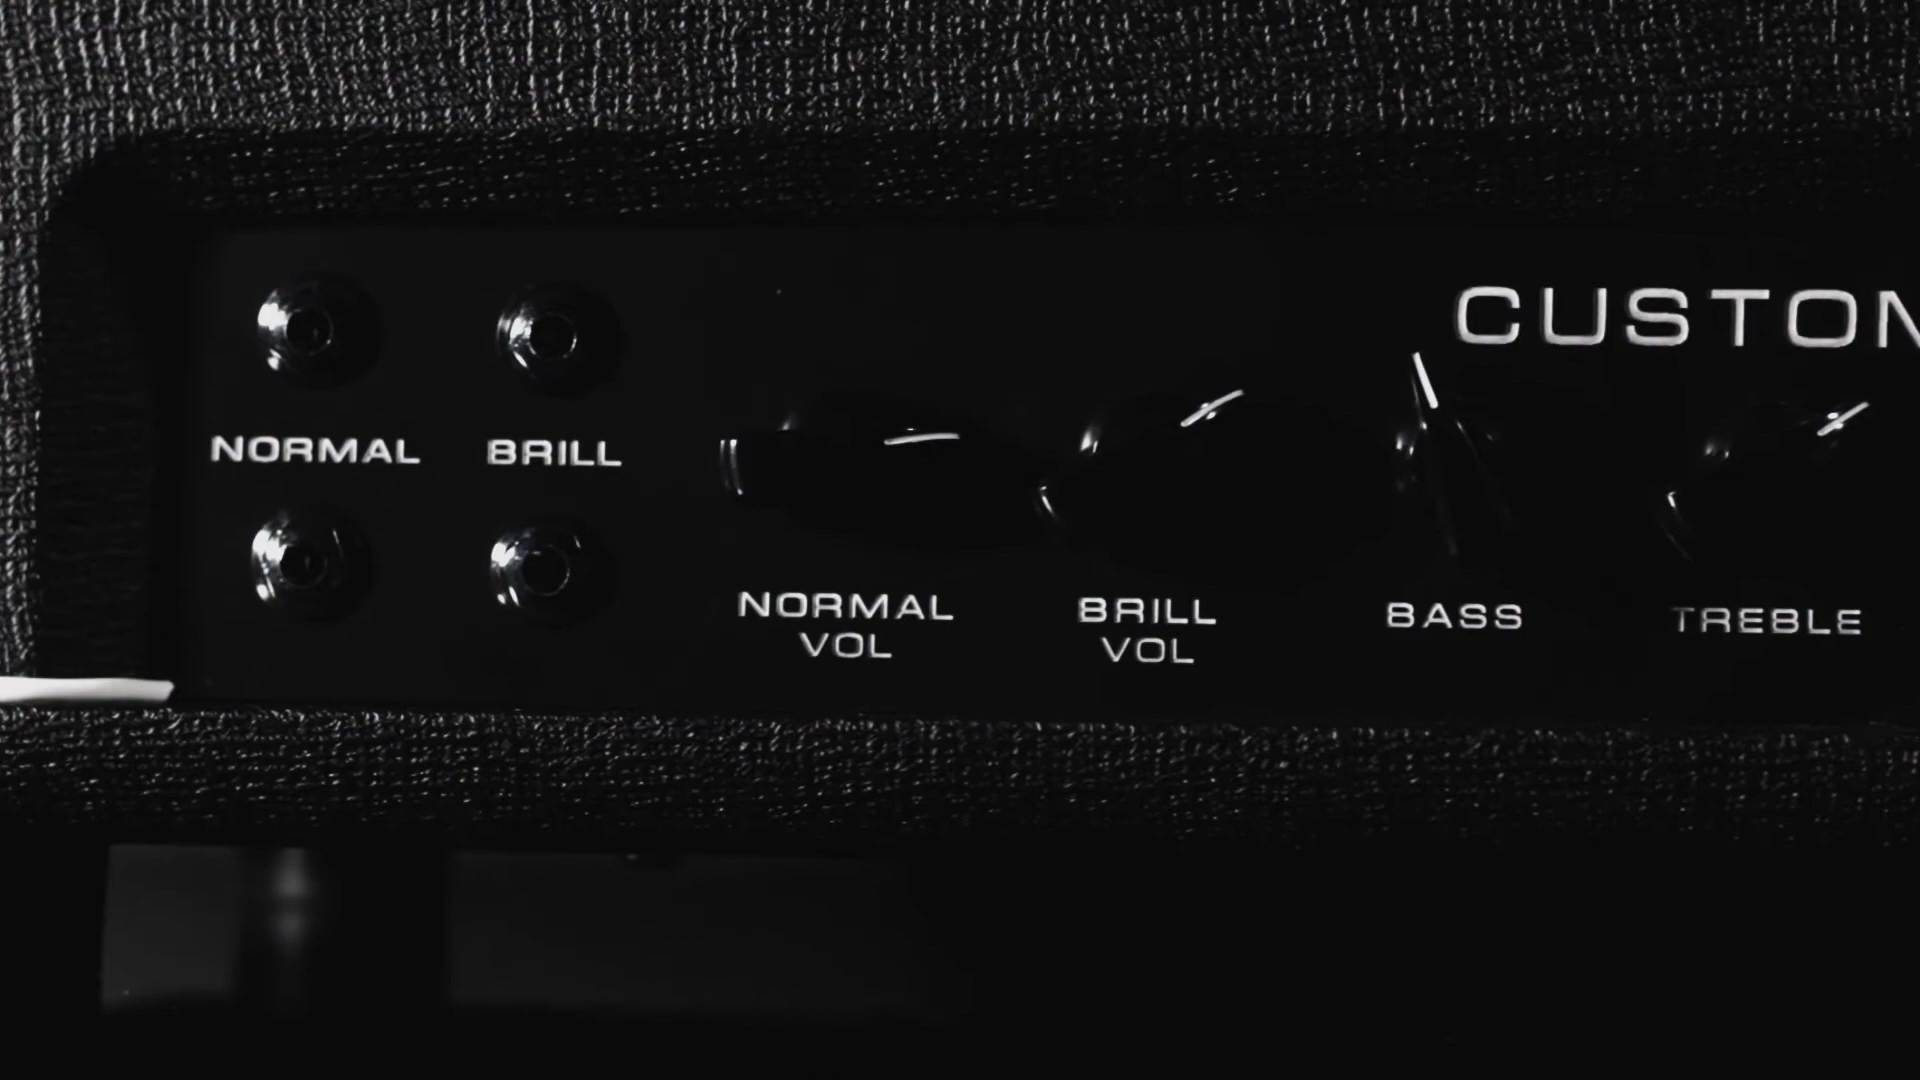 CUSTOM
NORMAL BRILL
NORMAL
VOL
BRILL
VOL
BASS
TREBLE